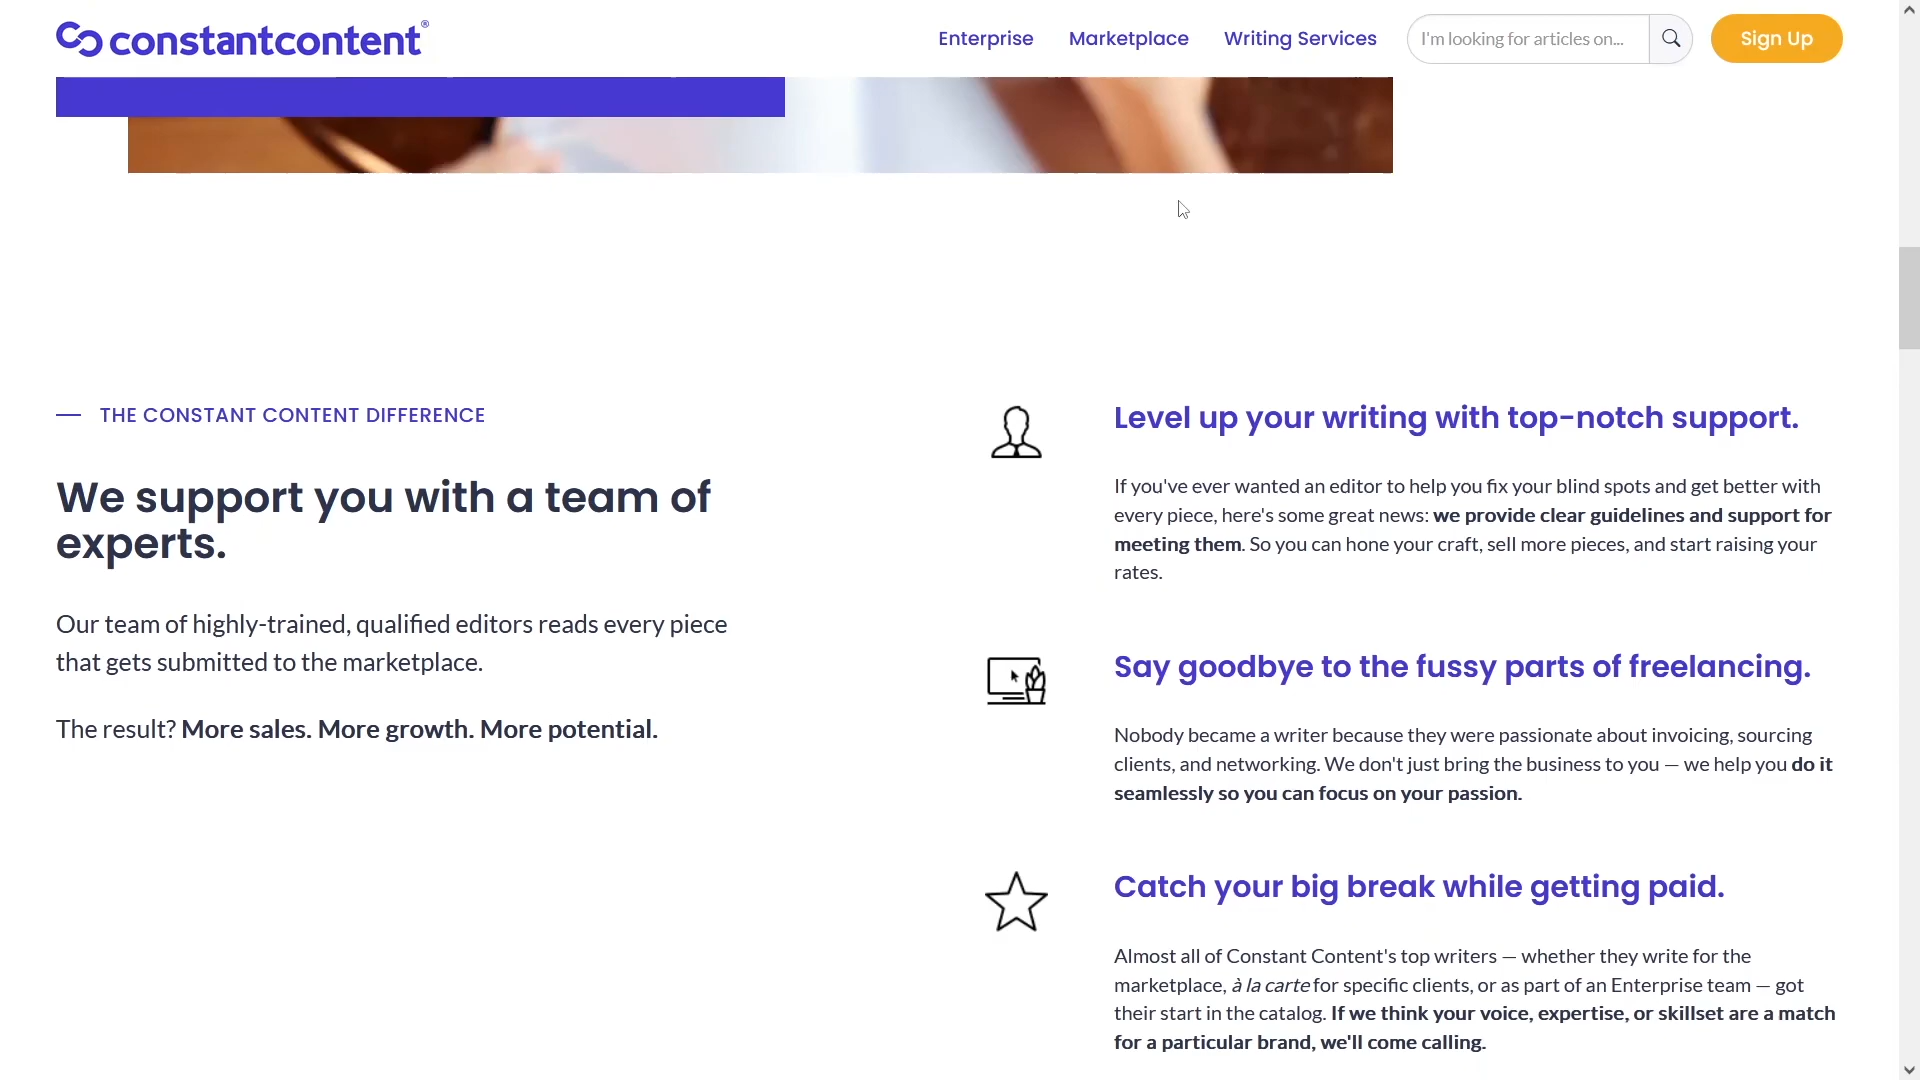 constantcontent®
Enterprise
Marketplace
Writing Services
I'm looking for articles on...
Sign Up
— THE CONSTANT CONTENT DIFFERENCE
We support you with a team of
experts.
Our team of highly-trained, qualified editors reads every piece
that gets submitted to the marketplace.
The result? More sales. More growth. More potential.
Level up your writing with top-notch support.
If you've ever wanted an editor to help you fix your blind spots and get better with
every piece, here's some great news: we provide clear guidelines and support for
meeting them. So you can hone your craft, sell more pieces, and start raising your
rates.
Say goodbye to the fussy parts of freelancing.
Nobody became a writer because they were passionate about invoicing, sourcing
clients, and networking. We don't just bring the business to you — we help you do it
seamlessly so you can focus on your passion.
Catch your big break while getting paid.
Almost all of Constant Content's top writers — whether they write for the
marketplace, à la carte for specific clients, or as part of an Enterprise team — got
their start in the catalog. If we think your voice, expertise, or skillset are a match
for a particular brand, we'll come calling.